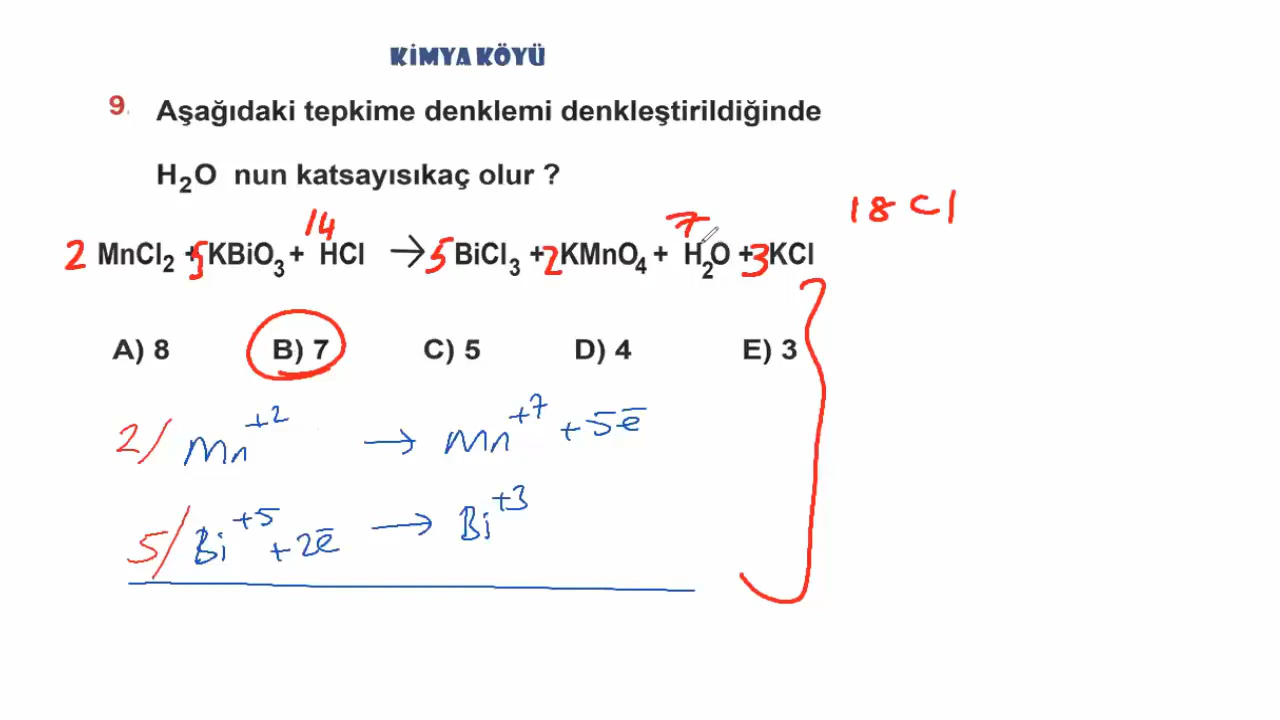 KİMYA KÖYÜ
9. Aşağıdaki tepkime denklemi denkleştirildiğinde
H₂O nun katsayısıkaç olur ?
18 Cl
2 MnCl₂ + 5 KBiO₃ + 14 HCl → 5 BiCl₃ + 2 KMnO₄ + 7 H₂O + 3 KCl
A) 8 B) 7 C) 5 D) 4 E) 3
2/ Mn⁺² → Mn⁺⁷ + 5e̅
5/ Bi⁺⁵ + 2e̅ → Bi⁺³